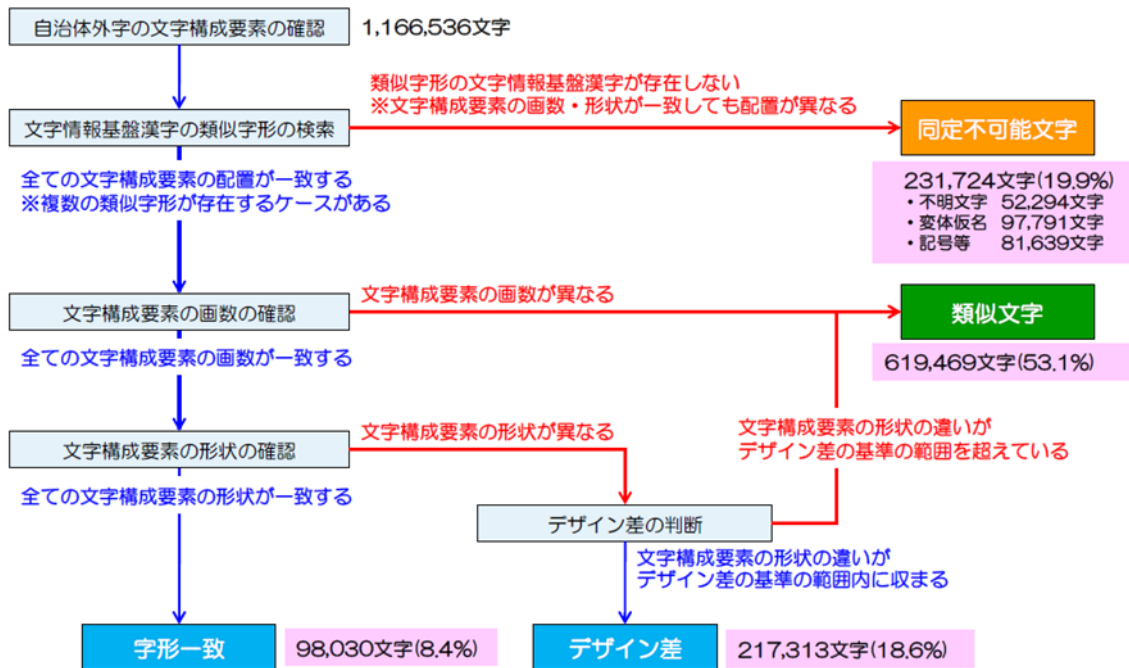 自治体外字の文字構成要素の確認
1,166,536文字
類似字形の文字情報基盤漢字が存在しない
※文字構成要素の画数・形状が一致しても配置が異なる
文字情報基盤漢字の類似字形の検索
同定不可能文字
全ての文字構成要素の配置が一致する
※複数の類似字形が存在するケースがある
231,724文字(19.9%)
・不明文字 52,294文字
・変体仮名 97,791文字
・記号等 81,639文字
文字構成要素の画数の確認
文字構成要素の画数が異なる
類似文字
全ての文字構成要素の画数が一致する
619,469文字(53.1%)
文字構成要素の形状の確認
文字構成要素の形状が異なる
文字構成要素の形状の違いが
デザイン差の基準の範囲を超えている
全ての文字構成要素の形状が一致する
デザイン差の判断
文字構成要素の形状の違いが
デザイン差の基準の範囲内に収まる
字形一致
98,030文字(8.4%)
デザイン差
217,313文字(18.6%)